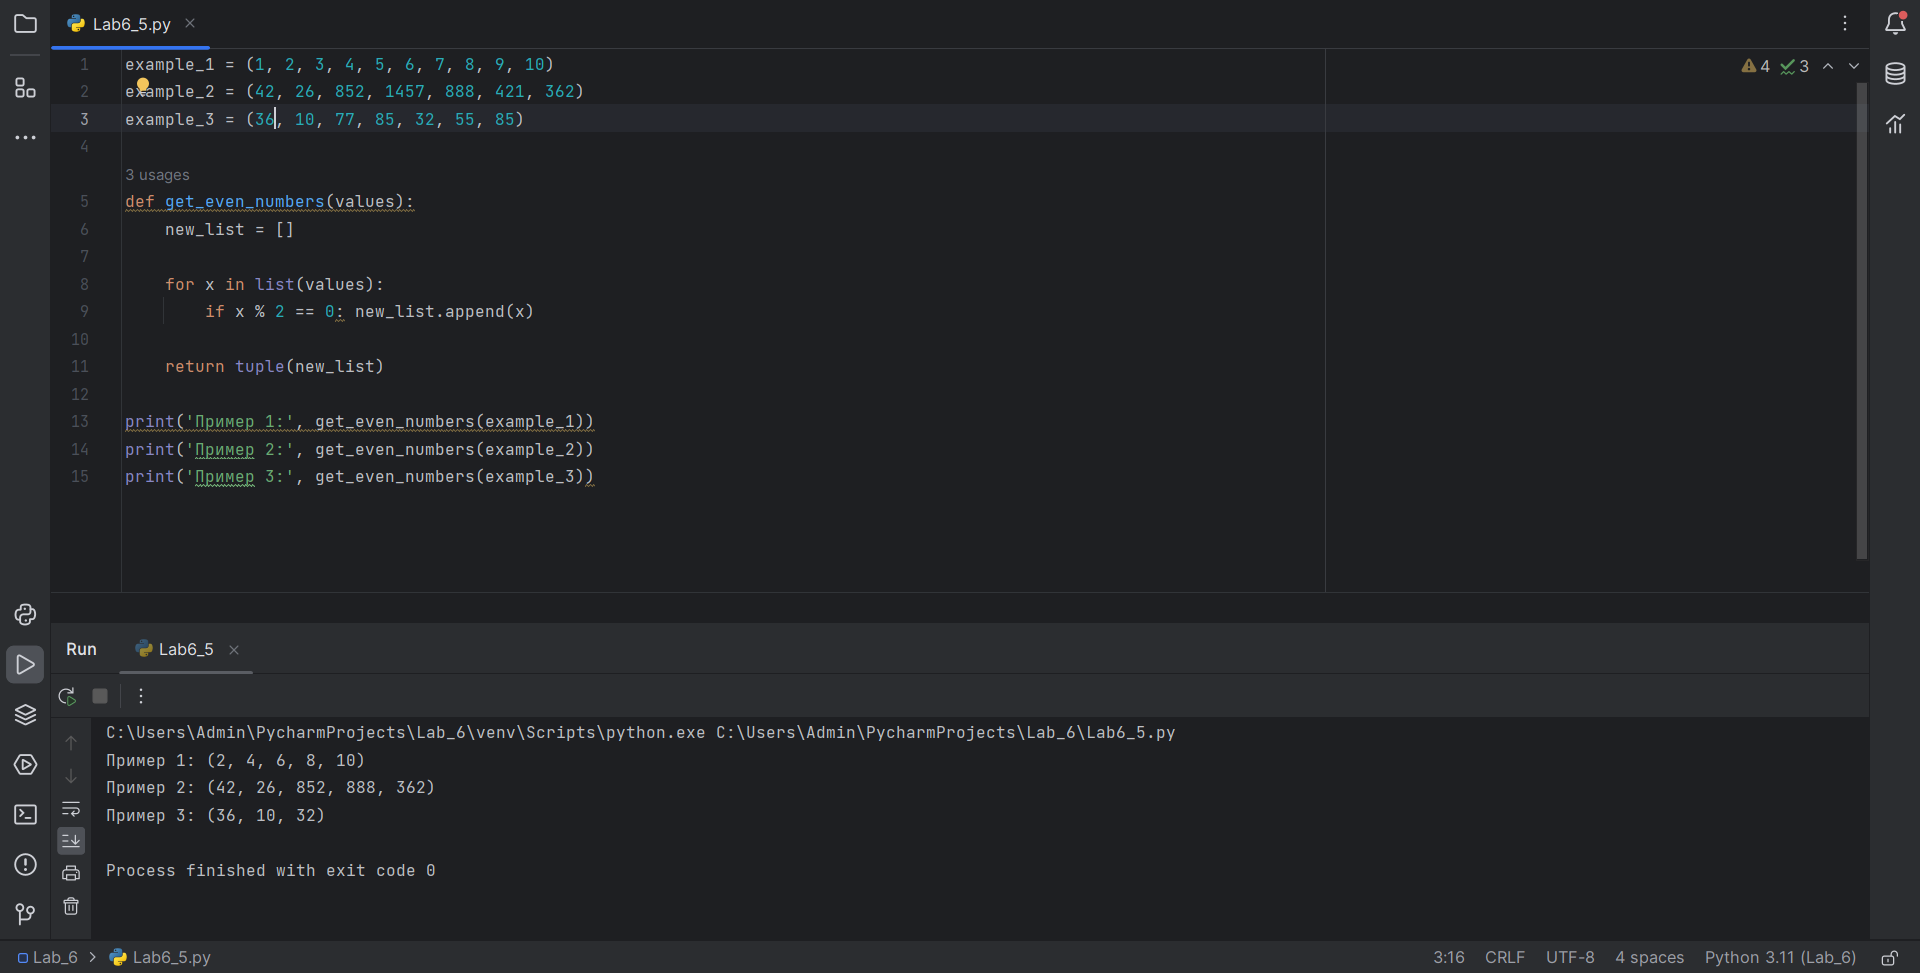 Lab6_5.py
1 example_1 = (1, 2, 3, 4, 5, 6, 7, 8, 9, 10)
4 3
2 example_2 = (42, 26, 852, 1457, 888, 421, 362)
3 example_3 = (36, 10, 77, 85, 32, 55, 85)
4
3 usages
5 def get_even_numbers(values):
6 new_list = []
7
8 for x in list(values):
9 if x % 2 == 0: new_list.append(x)
10
11 return tuple(new_list)
12
13 print('Пример 1:', get_even_numbers(example_1))
14 print('Пример 2:', get_even_numbers(example_2))
15 print('Пример 3:', get_even_numbers(example_3))
Run Lab6_5
C:\Users\Admin\PycharmProjects\Lab_6\venv\Scripts\python.exe C:\Users\Admin\PycharmProjects\Lab_6\Lab6_5.py
Пример 1: (2, 4, 6, 8, 10)
Пример 2: (42, 26, 852, 888, 362)
Пример 3: (36, 10, 32)
Process finished with exit code 0
Lab_6 > Lab6_5.py 3:16 CRLF UTF-8 4 spaces Python 3.11 (Lab_6)